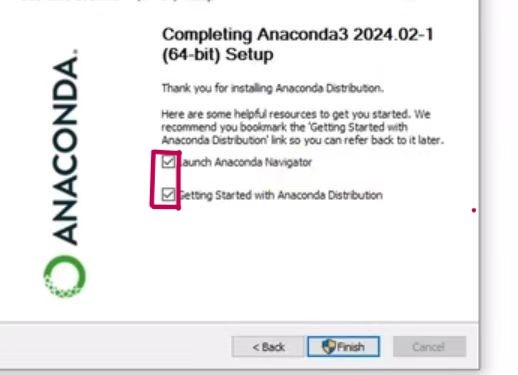 Completing Anaconda3 2024.02-1
(64-bit) Setup
Thank you for installing Anaconda Distribution.
Here are some helpful resources to get you started. We
recommend you bookmark the 'Getting Started with
Anaconda Distribution' link so you can refer back to it later.
Launch Anaconda Navigator
Getting Started with Anaconda Distribution
ANACONDA.
< Back
Finish
Cancel